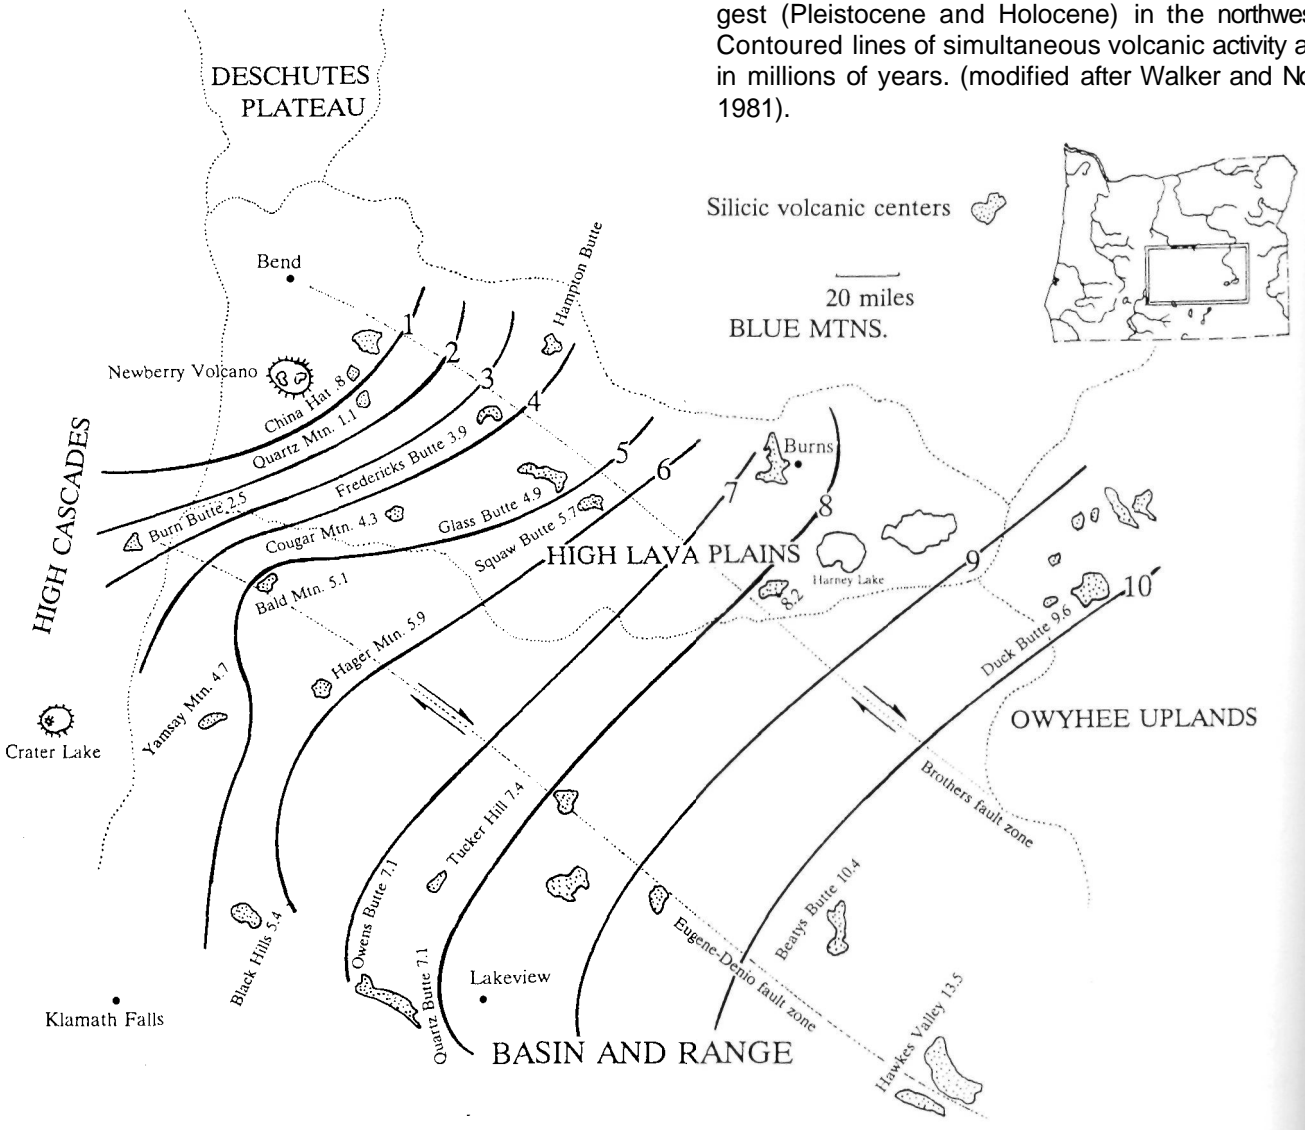 gest (Pleistocene and Holocene) in the northwes
Contoured lines of simultaneous volcanic activity a
in millions of years. (modified after Walker and No
1981).
DESCHUTES
PLATEAU
Silicic volcanic centers
20 miles
BLUE MTNS.
Bend
Hampton Butte
Newberry Volcano
1
2
3
4
5
6
7
8
9
10
China Hat .8
Quartz Mtn. 1.1
Fredericks Butte 3.9
Burn Butte 2.5
Cougar Mtn. 4.3
Glass Butte 4.9
Squaw Butte 5.7
Burns
HIGH CASCADES
HIGH LAVA PLAINS
Harney Lake
8.2
Bald Mtn. 5.1
Hager Mtn. 5.9
Duck Butte 9.6
Yamsay Mtn. 4.7
Crater Lake
OWYHEE UPLANDS
Brothers fault zone
Tucker Hill 7.4
Owens Butte 7.1
Black Hills 5.4
Quartz Butte 7.1
Beatys Butte 10.4
Eugene-Denio fault zone
Lakeview
Klamath Falls
Hawkes Valley 13.5
BASIN AND RANGE